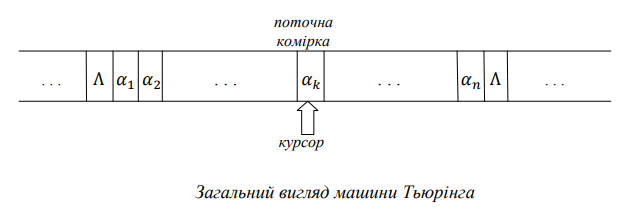 поточна
комірка
. . . Λ α₁ α₂ . . . αₖ . . . αₙ Λ . . .
курсор
Загальний вигляд машини Тьюрінга